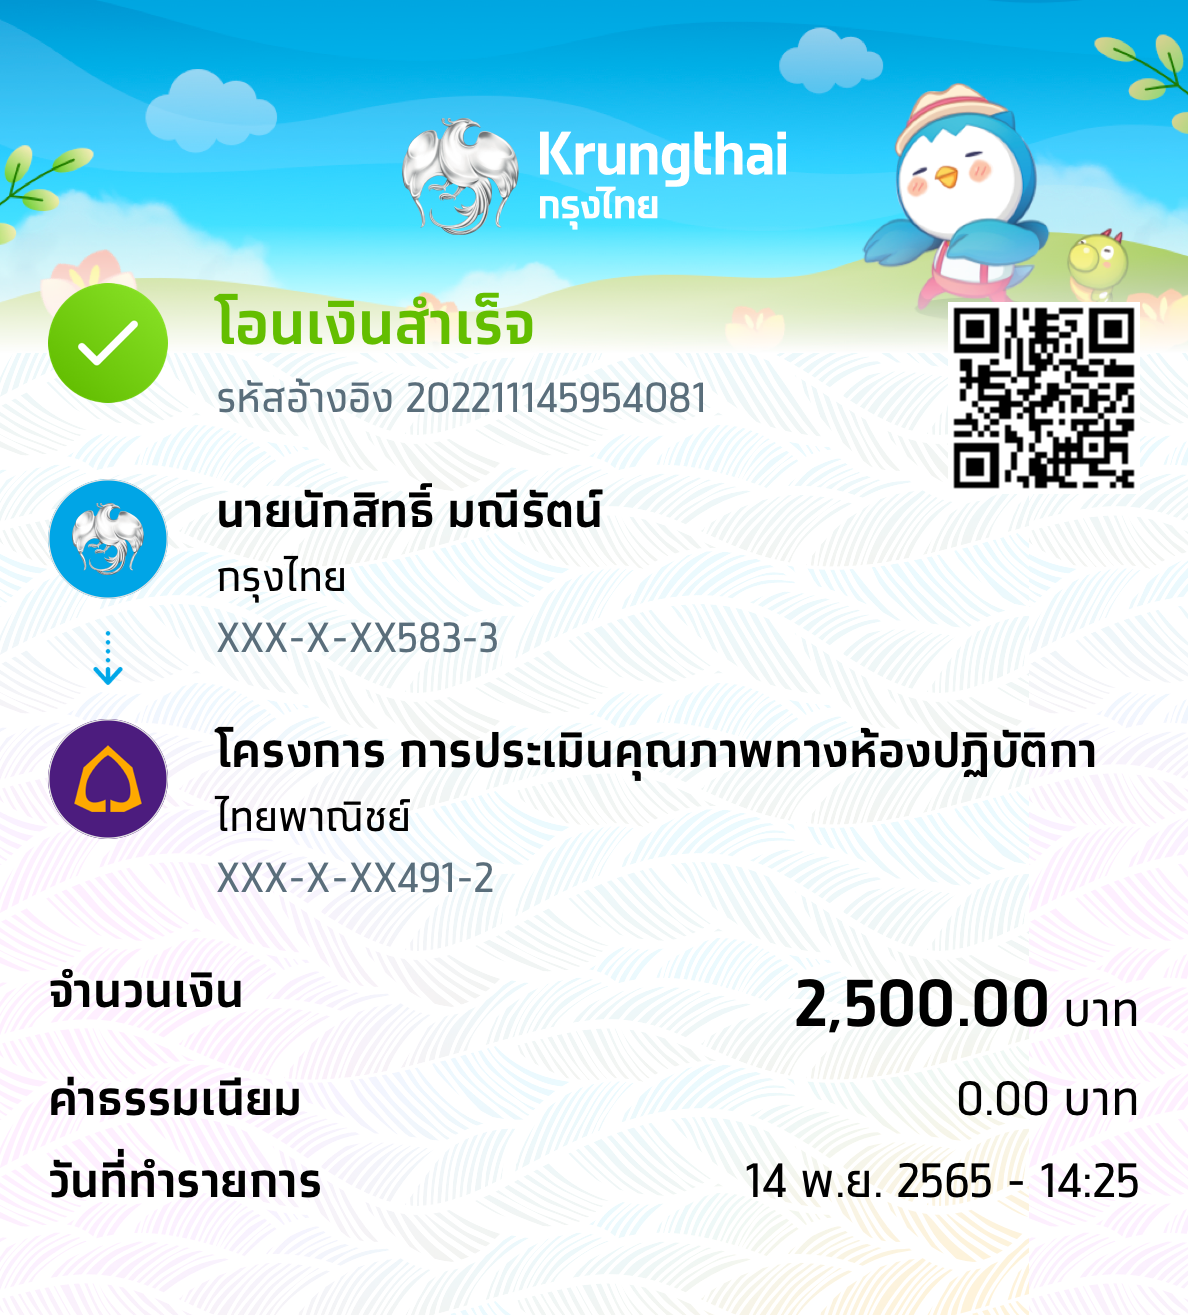 Krungthai
กรุงไทย
โอนเงินสำเร็จ
รหัสอ้างอิง 202211145954081
นายนักสิทธิ์ มณีรัตน์
กรุงไทย
XXX-X-XX583-3
โครงการ การประเมินคุณภาพทางห้องปฏิบัติกา
ไทยพาณิชย์
XXX-X-XX491-2
จำนวนเงิน 2,500.00 บาท
ค่าธรรมเนียม 0.00 บาท
วันที่ทำรายการ 14 พ.ย. 2565 - 14:25